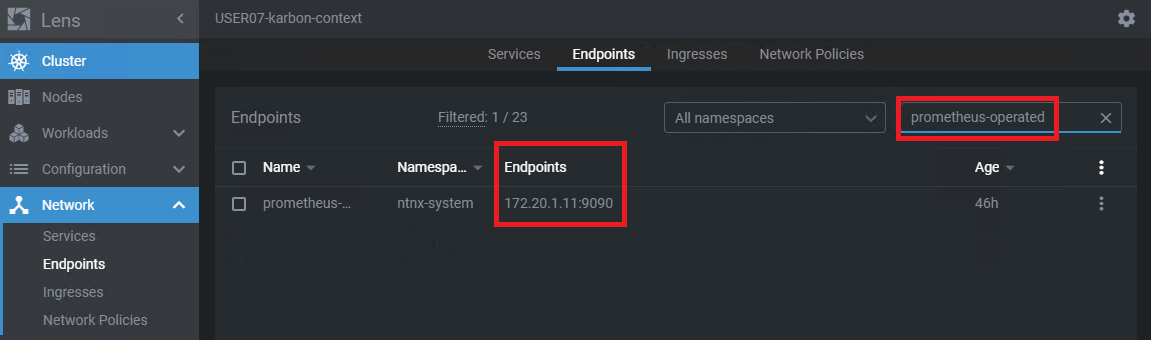 Lens
USER07-karbon-context
Cluster
Nodes
Workloads
Configuration
Network
Services
Endpoints
Ingresses
Network Policies
Services Endpoints Ingresses Network Policies
Endpoints Filtered: 1 / 23 All namespaces prometheus-operated
Name Namespa... Endpoints Age
prometheus-... ntnx-system 172.20.1.11:9090 46h